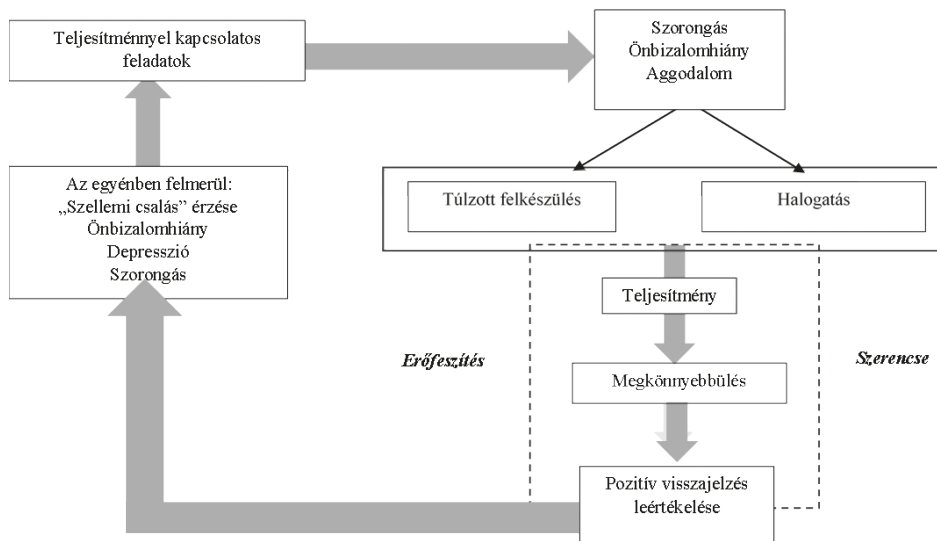 Teljesítménnyel kapcsolatos
feladatok
Szorongás
Önbizalomhiány
Aggodalom
Az egyénben felmerül:
„Szellemi csalás” érzése
Önbizalomhiány
Depresszió
Szorongás
Túlzott felkészülés
Halogatás
Teljesítmény
Erőfeszítés
Szerencse
Megkönnyebbülés
Pozitív visszajelzés
leértékelése